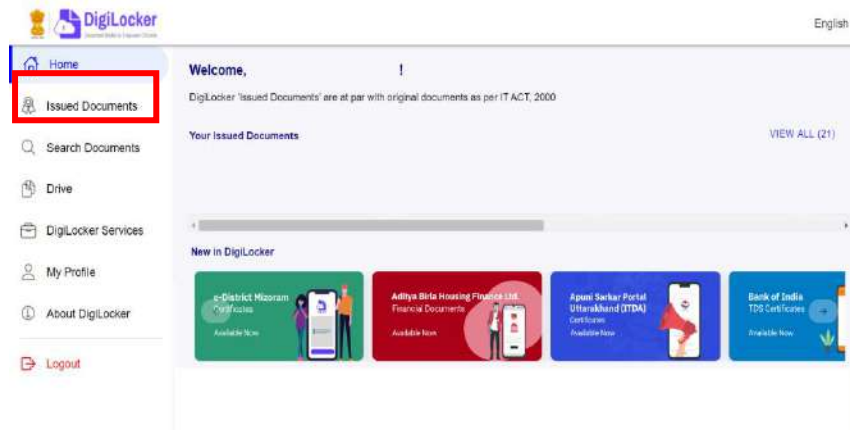 DigiLocker
English
Home
Issued Documents
Search Documents
Drive
DigiLocker Services
My Profile
About DigiLocker
Logout
Welcome, !
DigiLocker 'Issued Documents' are at par with original documents as per IT ACT, 2000
Your Issued Documents
VIEW ALL (21)
New in DigiLocker
e-District Mizoram
Certificates
Available Now
Aditya Birla Housing Finance Ltd.
Financial Documents
Available Now
Apuni Sarkar Portal
Uttarakhand (ITDA)
Certificates
Available Now
Bank of India
TDS Certificates
Available Now